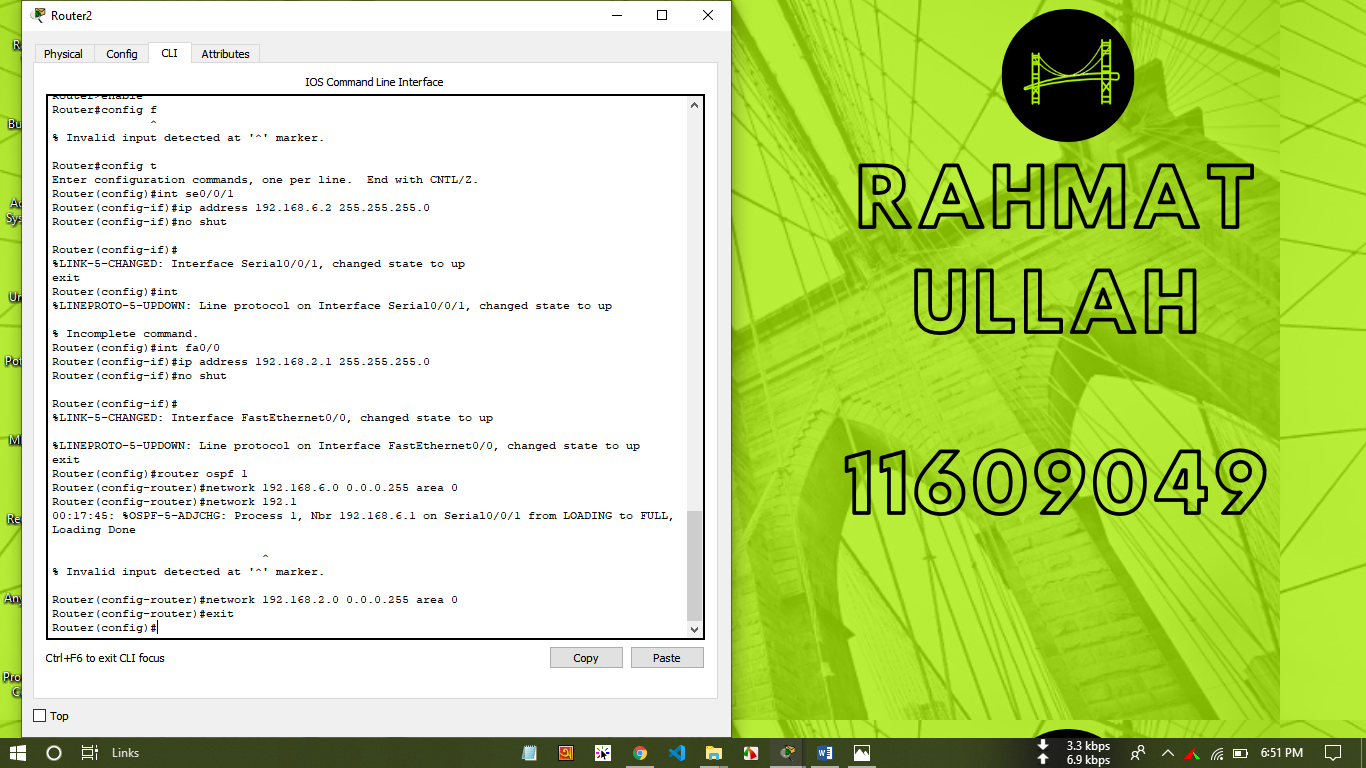 Router2
Physical
Config
CLI
Attributes
IOS Command Line Interface
Router>enable
Router#config f
^
% Invalid input detected at '^' marker.
Router#config t
Enter configuration commands, one per line.  End with CNTL/Z.
Router(config)#int se0/0/1
Router(config-if)#ip address 192.168.6.2 255.255.255.0
Router(config-if)#no shut
Router(config-if)#
%LINK-5-CHANGED: Interface Serial0/0/1, changed state to up
exit
Router(config)#int
%LINEPROTO-5-UPDOWN: Line protocol on Interface Serial0/0/1, changed state to up
% Incomplete command.
Router(config)#int fa0/0
Router(config-if)#ip address 192.168.2.1 255.255.255.0
Router(config-if)#no shut
Router(config-if)#
%LINK-5-CHANGED: Interface FastEthernet0/0, changed state to up
%LINEPROTO-5-UPDOWN: Line protocol on Interface FastEthernet0/0, changed state to up
exit
Router(config)#router ospf 1
Router(config-router)#network 192.168.6.0 0.0.0.255 area 0
Router(config-router)#network 192.1
00:17:45: %OSPF-5-ADJCHG: Process 1, Nbr 192.168.6.1 on Serial0/0/1 from LOADING to FULL,
Loading Done
^
% Invalid input detected at '^' marker.
Router(config-router)#network 192.168.2.0 0.0.0.255 area 0
Router(config-router)#exit
Router(config)#
Ctrl+F6 to exit CLI focus
Copy
Paste
Top
RAHMAT
ULLAH
11609049
Links
3.3 kbps
6.9 kbps
6:51 PM